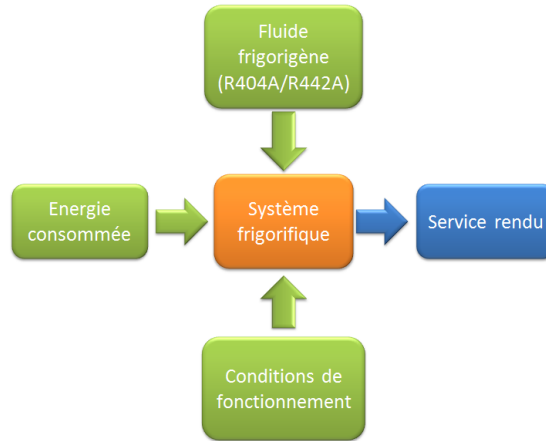 Fluide
frigorigène
(R404A/R442A)
Energie
consommée
Système
frigorifique
Service rendu
Conditions de
fonctionnement